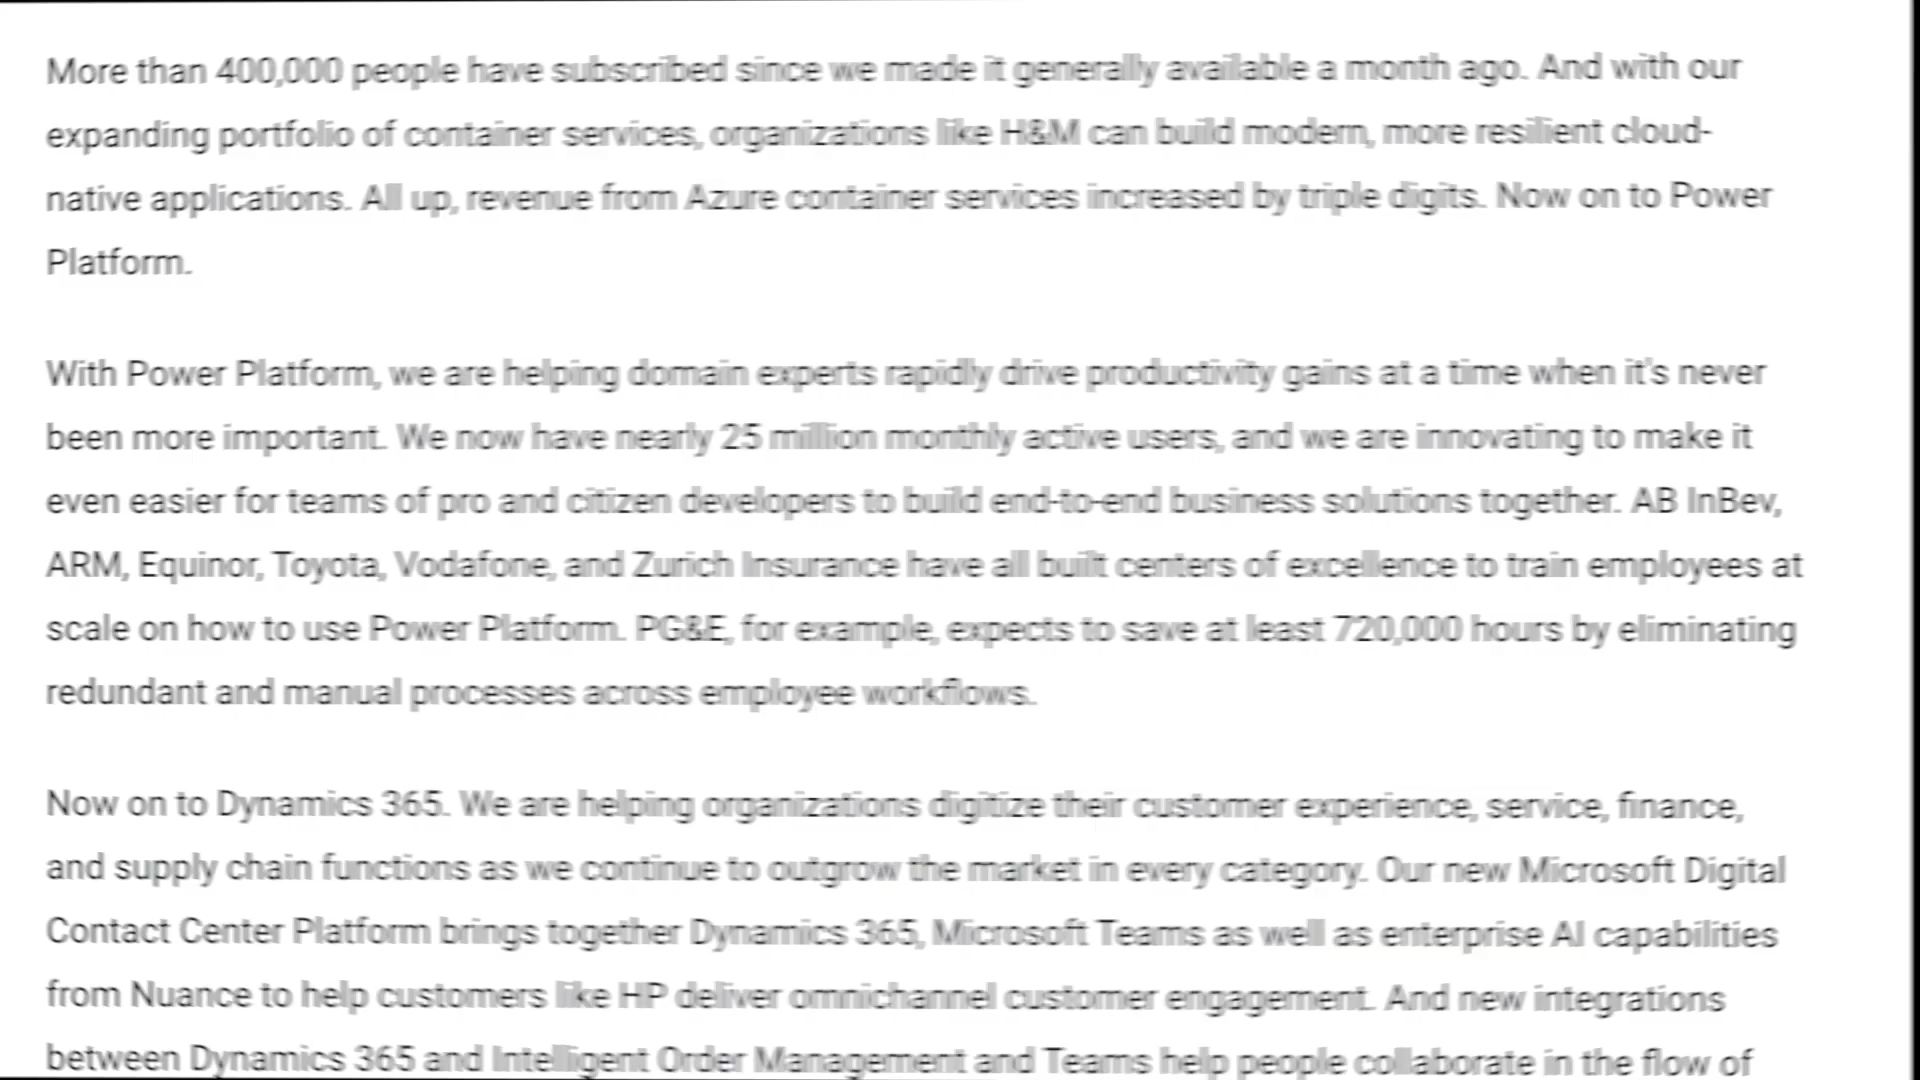 More than 400,000 people have subscribed since we made it generally available a month ago. And with our
expanding portfolio of container services, organizations like H&M can build modern, more resilient cloud-
native applications. All up, revenue from Azure container services increased by triple digits. Now on to Power
Platform.
With Power Platform, we are helping domain experts rapidly drive productivity gains at a time when it's never
been more important. We now have nearly 25 million monthly active users, and we are innovating to make it
even easier for teams of pro and citizen developers to build end-to-end business solutions together. AB InBev,
ARM, Equinor, Toyota, Vodafone, and Zurich Insurance have all built centers of excellence to train employees at
scale on how to use Power Platform. PG&E, for example, expects to save at least 720,000 hours by eliminating
redundant and manual processes across employee workflows.
Now on to Dynamics 365. We are helping organizations digitize their customer experience, service, finance,
and supply chain functions as we continue to outgrow the market in every category. Our new Microsoft Digital
Contact Center Platform brings together Dynamics 365, Microsoft Teams as well as enterprise AI capabilities
from Nuance to help customers like HP deliver omnichannel customer engagement. And new integrations
between Dynamics 365 and Intelligent Order Management and Teams help people collaborate in the flow of